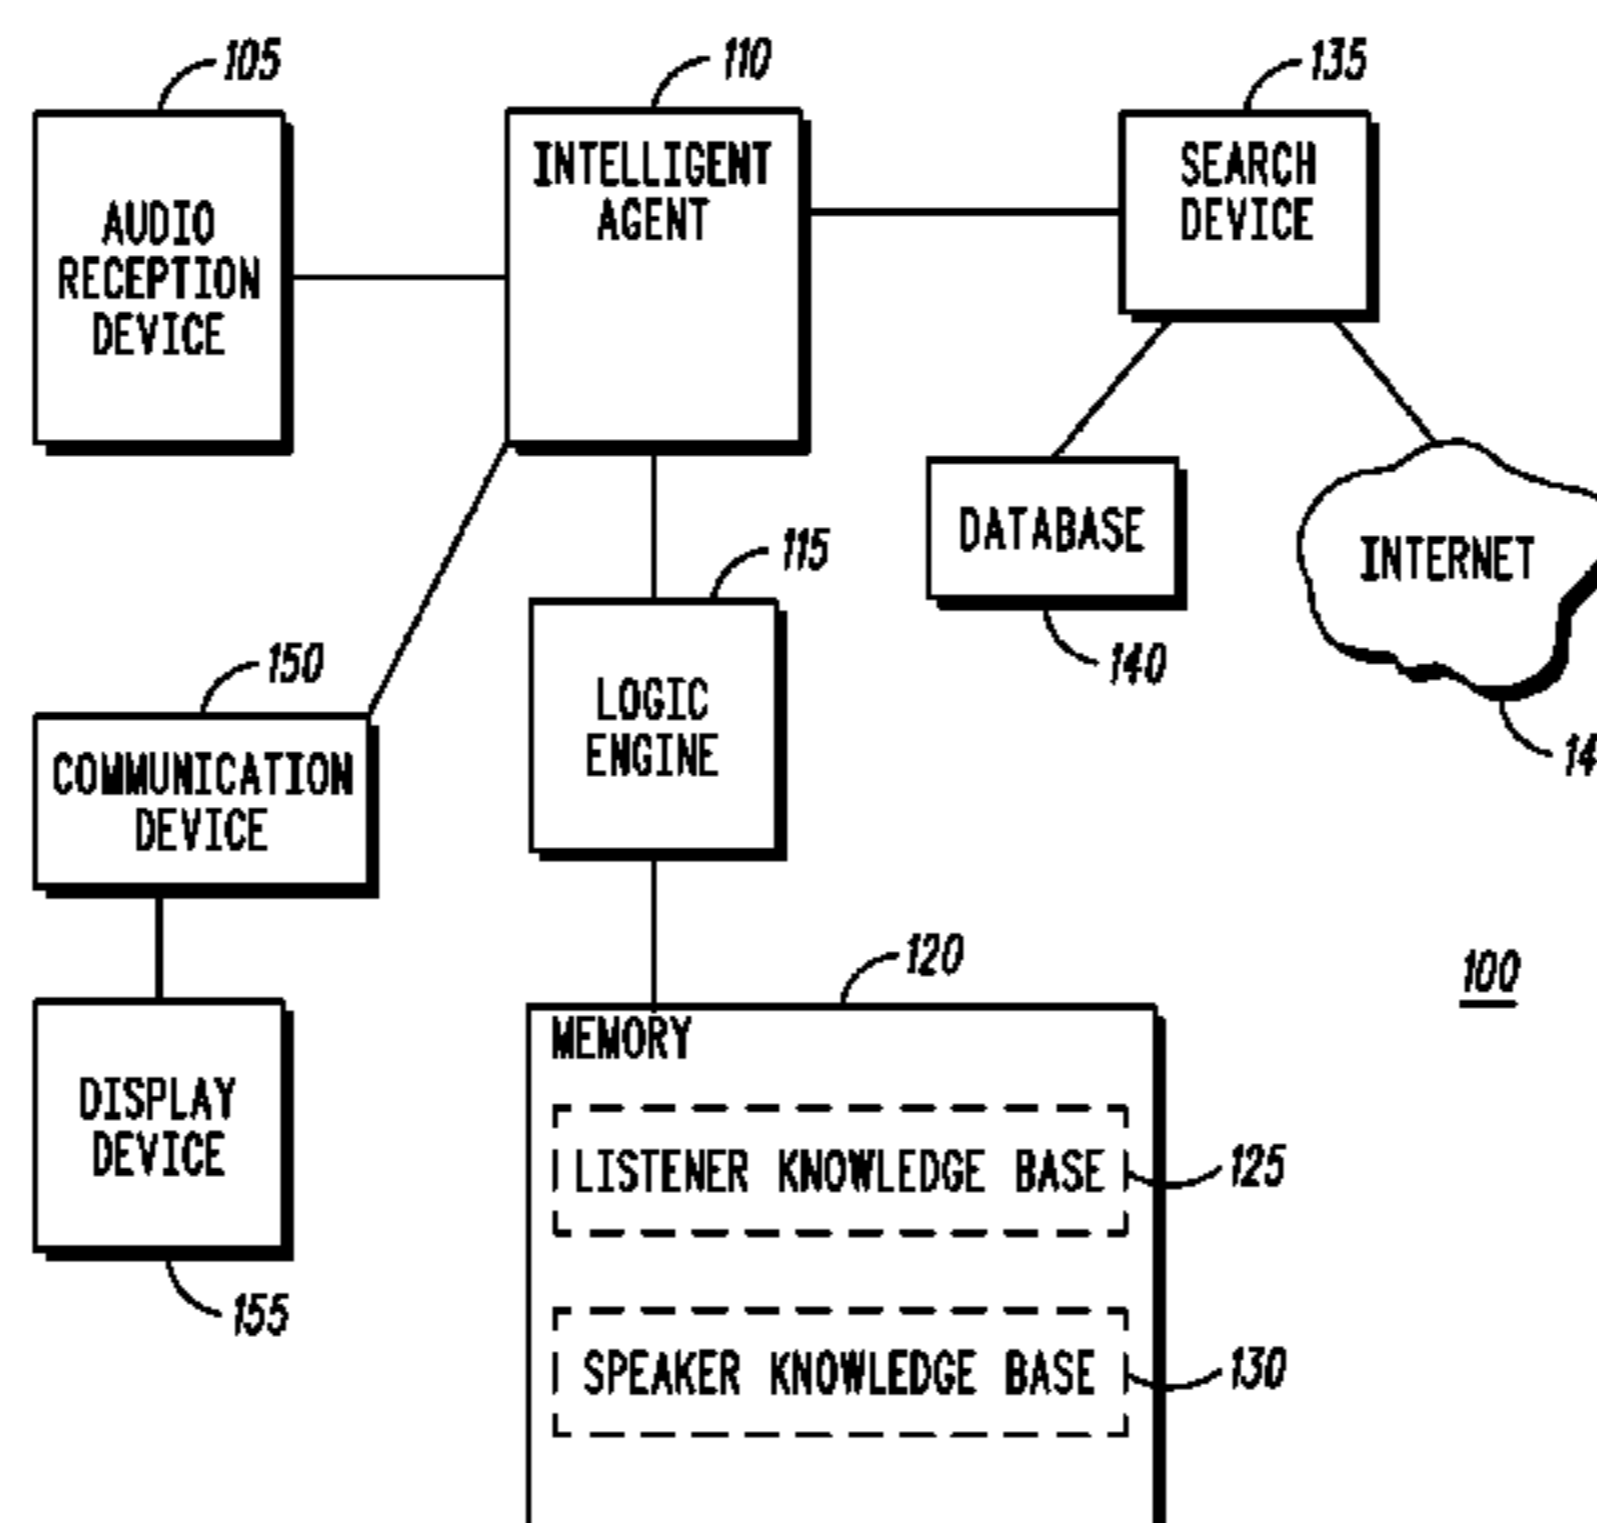 105
110
135
AUDIO
RECEPTION
DEVICE
INTELLIGENT
AGENT
SEARCH
DEVICE
DATABASE
140
INTERNET
14
115
LOGIC
ENGINE
150
COMMUNICATION
DEVICE
DISPLAY
DEVICE
155
120
100
MEMORY
LISTENER KNOWLEDGE BASE
125
SPEAKER KNOWLEDGE BASE
130